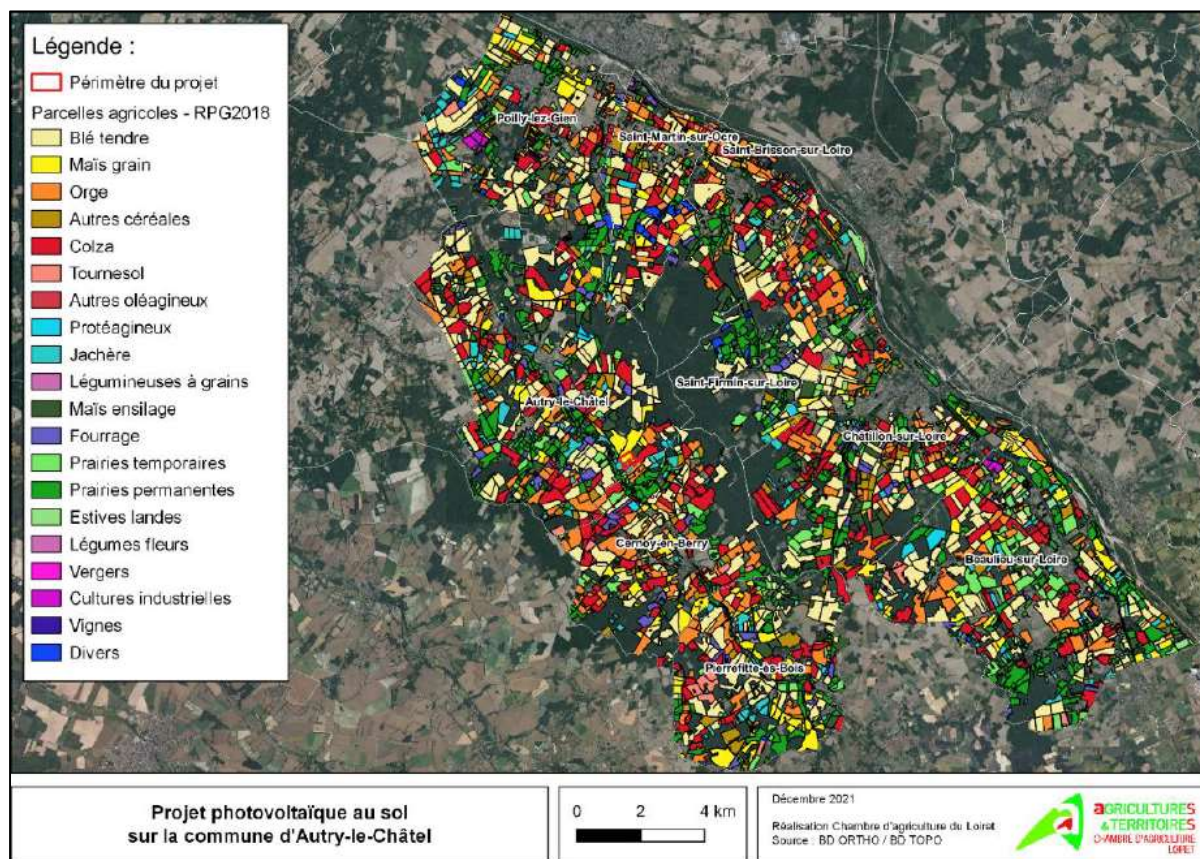 Légende :
Périmètre du projet
Parcelles agricoles - RPG2018
Blé tendre
Maïs grain
Orge
Autres céréales
Colza
Tournesol
Autres oléagineux
Protéagineux
Jachère
Légumineuses à grains
Maïs ensilage
Fourrage
Prairies temporaires
Prairies permanentes
Estives landes
Légumes fleurs
Vergers
Cultures industrielles
Vignes
Divers
Poilly-lez-Gien
Saint-Martin-sur-Ocre
Saint-Brisson-sur-Loire
Saint-Firmin-sur-Loire
Autry-le-Châtel
Châtillon-sur-Loire
Cernoy-en-Berry
Beaulieu-sur-Loire
Pierrefitte-ès-Bois
Projet photovoltaïque au sol
sur la commune d'Autry-le-Châtel
0 2 4 km
Décembre 2021
Réalisation Chambre d'agriculture du Loiret
Source : BD ORTHO / BD TOPO
AGRICULTURES
& TERRITOIRES
CHAMBRE D'AGRICULTURE
LOIRET